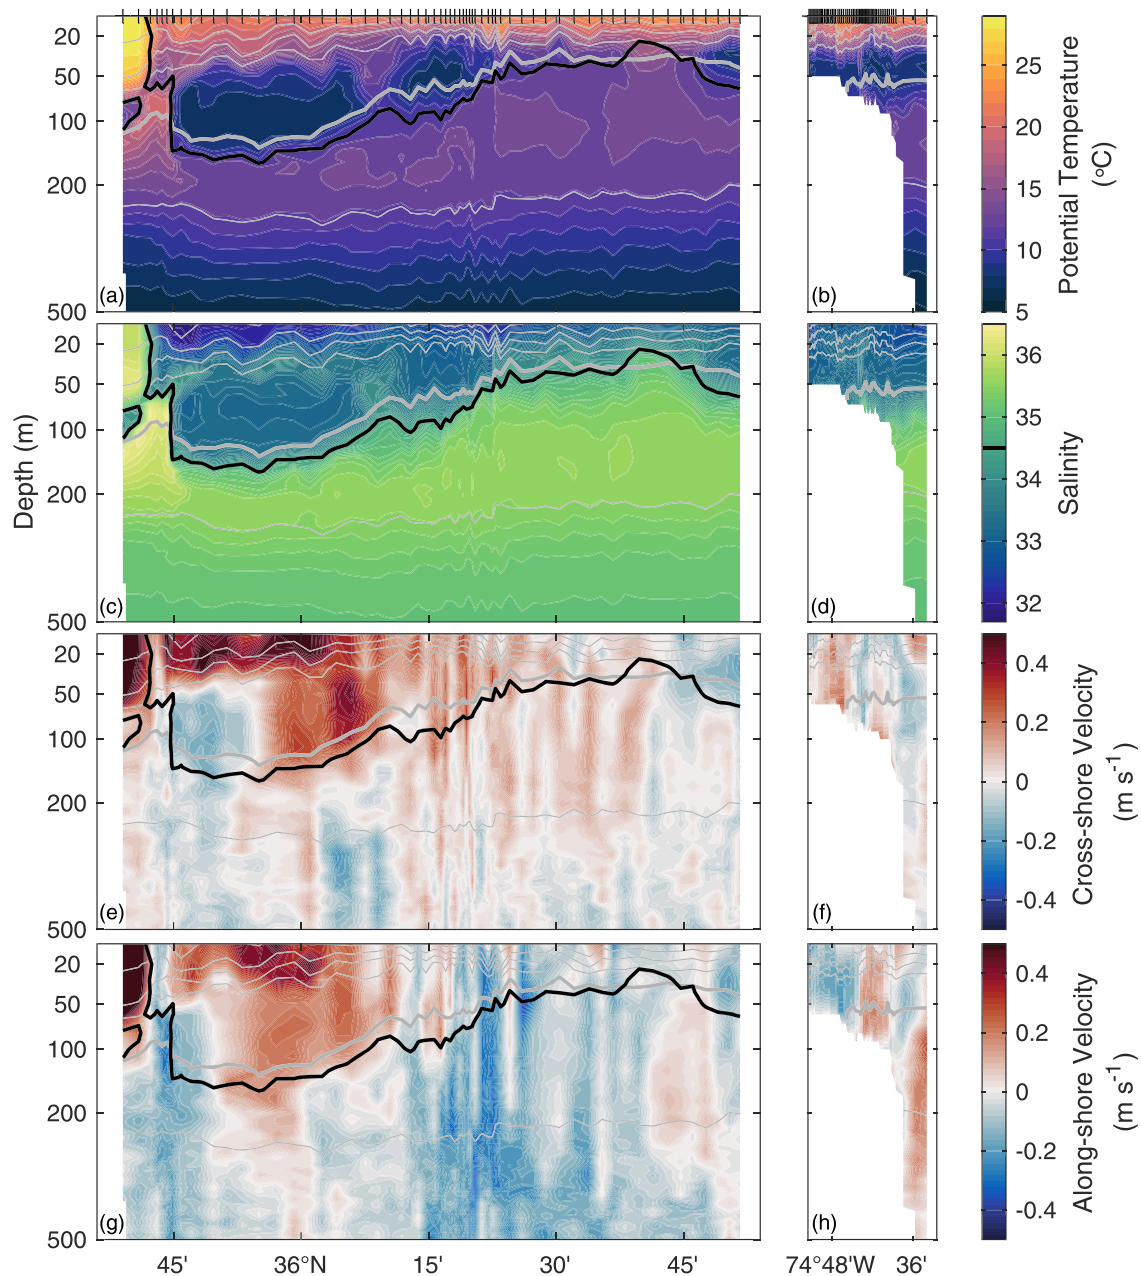 20
50
100
200
500
(a)
(b)
25
20
15
10
5
Potential Temperature
(°C)
20
50
100
200
500
Depth (m)
(c)
(d)
36
35
34
33
32
Salinity
20
50
100
200
500
(e)
(f)
0.4
0.2
0
-0.2
-0.4
Cross-shore Velocity
(m s⁻¹)
20
50
100
200
500
(g)
(h)
0.4
0.2
0
-0.2
-0.4
Along-shore Velocity
(m s⁻¹)
45' 36°N 15' 30' 45'
74°48'W 36'